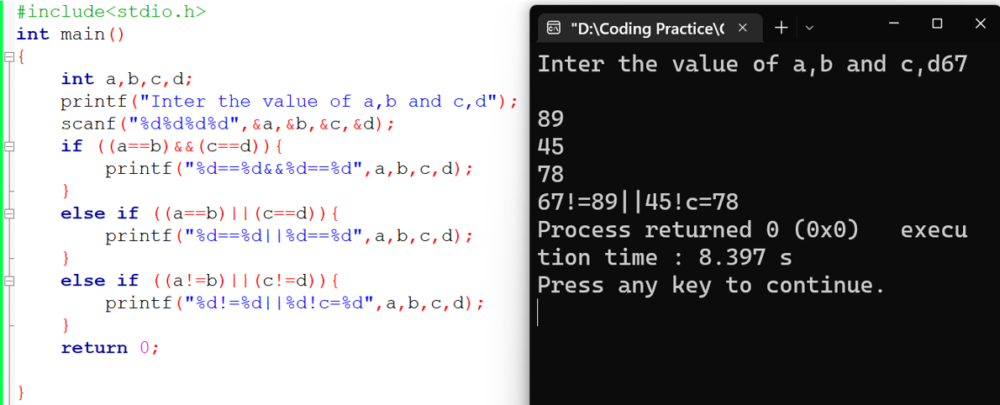 #include<stdio.h>
int main()
{
int a,b,c,d;
printf("Inter the value of a,b and c,d");
scanf("%d%d%d%d",&a,&b,&c,&d);
if ((a==b)&&(c==d)){
printf("%d==%d&&%d==%d",a,b,c,d);
}
else if ((a==b)||(c==d)){
printf("%d==%d||%d==%d",a,b,c,d);
}
else if ((a!=b)||(c!=d)){
printf("%d!=%d||%d!c=%d",a,b,c,d);
}
return 0;
}
"D:\Coding Practice\(
Inter the value of a,b and c,d67
89
45
78
67!=89||45!c=78
Process returned 0 (0x0)   execu
tion time : 8.397 s
Press any key to continue.